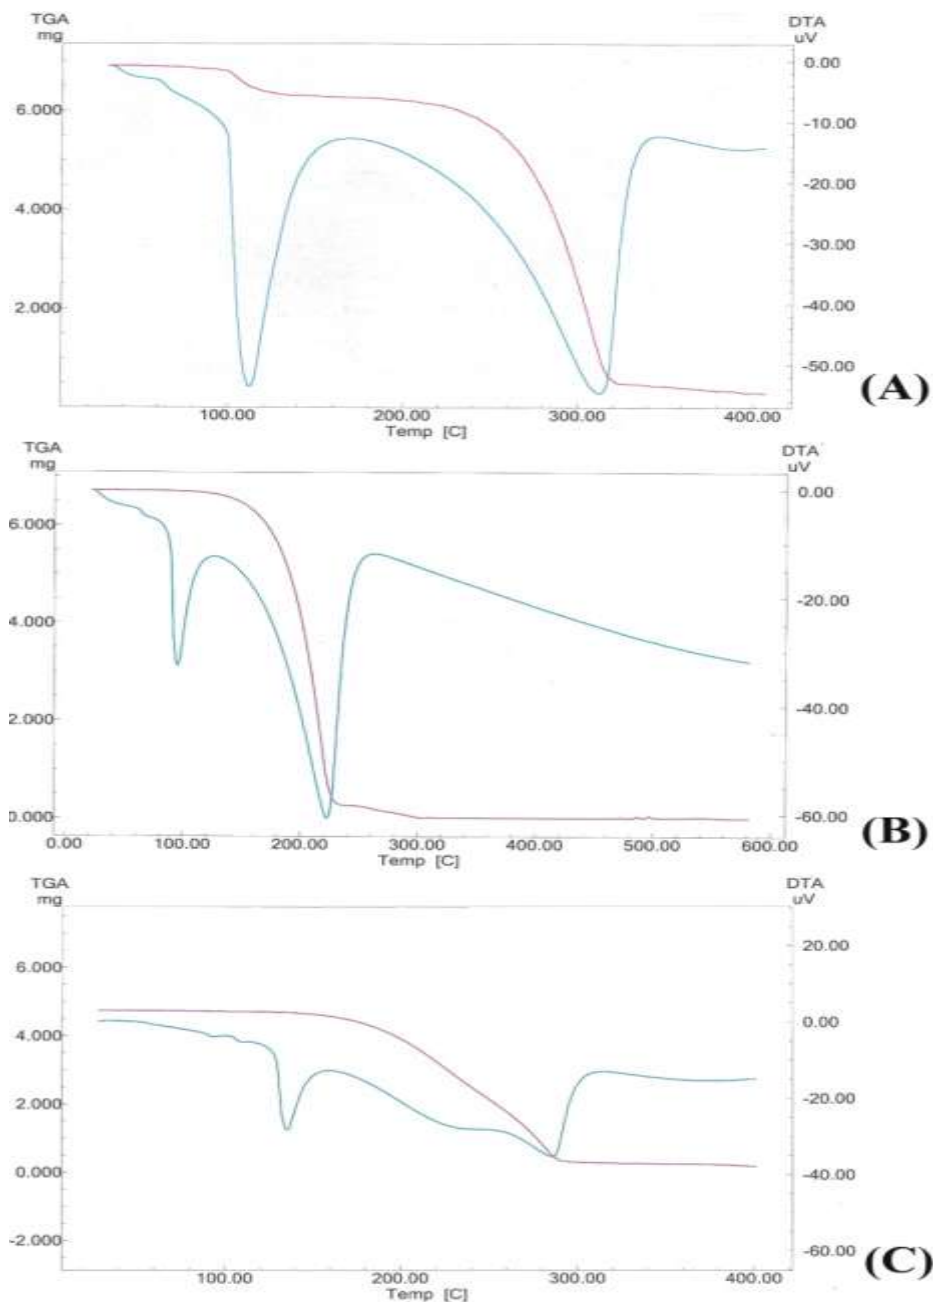 TGA DTA
mg uV
0.00
6.000
-10.00
-20.00
4.000
-30.00
2.000
-40.00
-50.00
(A)
100.00 200.00 300.00 400.00
Temp [C]
TGA DTA
mg uV
0.00
6.000
-20.00
4.000
-40.00
2.000
0.000 -60.00
(B)
0.00 100.00 200.00 300.00 400.00 500.00 600.00
Temp [C]
TGA DTA
mg uV
6.000 20.00
4.000 0.00
2.000 -20.00
0.000 -40.00
-2.000 -60.00
(C)
100.00 200.00 300.00 400.00
Temp [C]